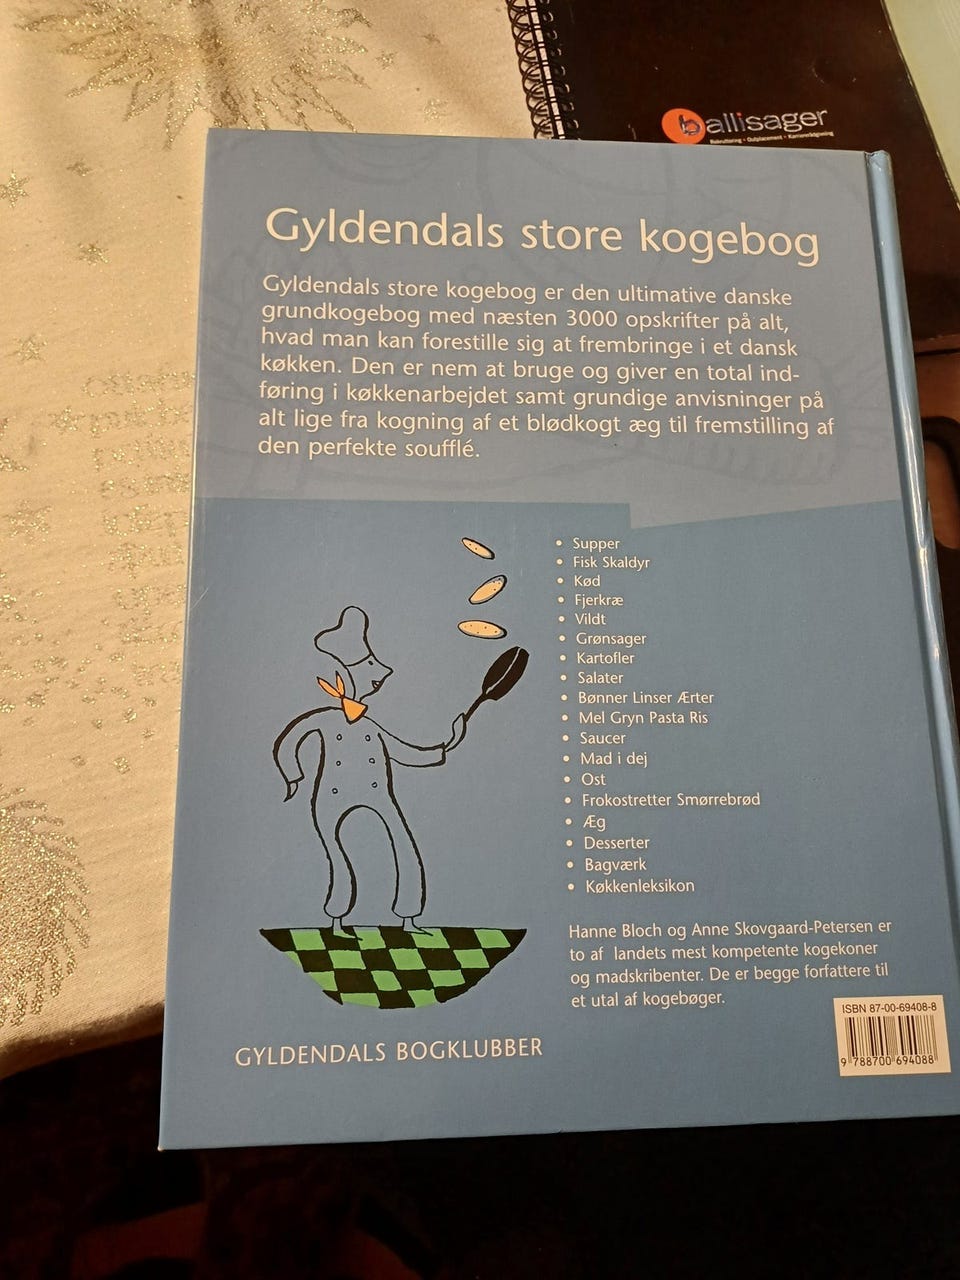 ballisager
Rekruttering • Outplacement • Karriererådgivning
Gyldendals store kogebog
Gyldendals store kogebog er den ultimative danske
grundkogebog med næsten 3000 opskrifter på alt,
hvad man kan forestille sig at frembringe i et dansk
køkken. Den er nem at bruge og giver en total ind-
føring i køkkenarbejdet samt grundige anvisninger på
alt lige fra kogning af et blødkogt æg til fremstilling af
den perfekte soufflé.
• Supper
• Fisk Skaldyr
• Kød
• Fjerkræ
• Vildt
• Grønsager
• Kartofler
• Salater
• Bønner Linser Ærter
• Mel Gryn Pasta Ris
• Saucer
• Mad i dej
• Ost
• Frokostretter Smørrebrød
• Æg
• Desserter
• Bagværk
• Køkkenleksikon
Hanne Bloch og Anne Skovgaard-Petersen er
to af landets mest kompetente kogekoner
og madskribenter. De er begge forfattere til
et utal af kogebøger.
ISBN 87-00-69408-8
9 788700 694088
GYLDENDALS BOGKLUBBER